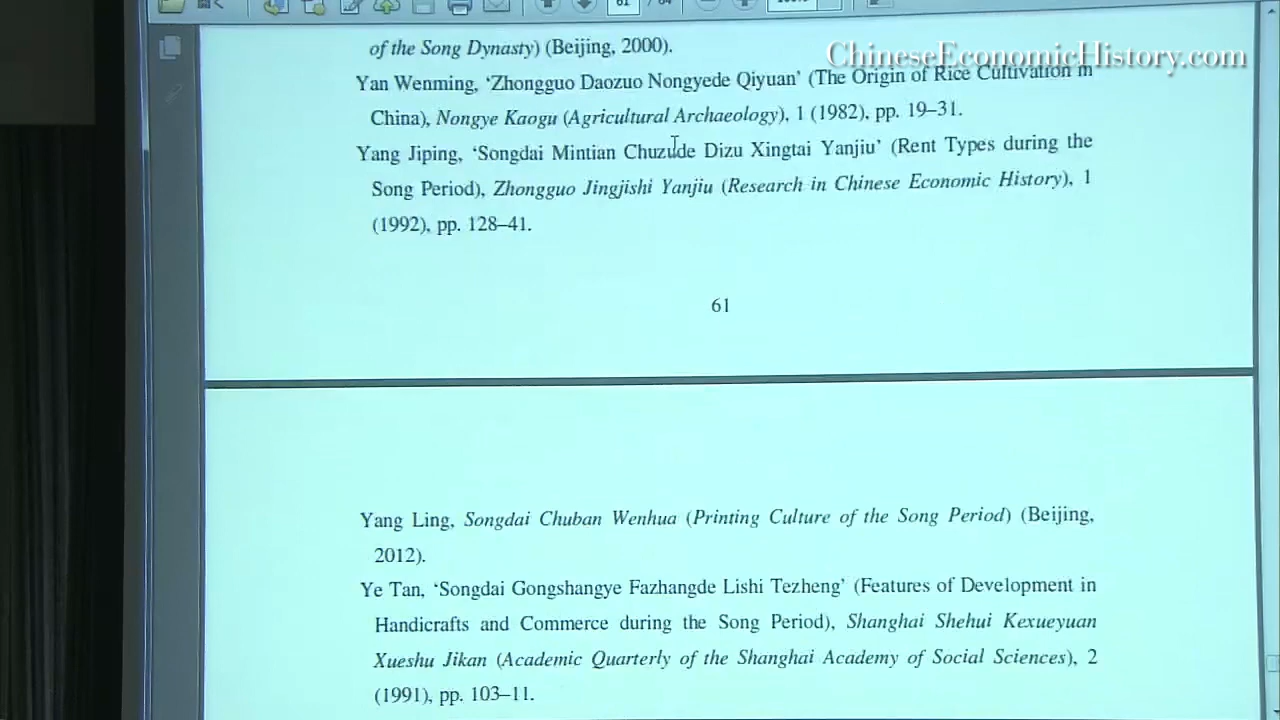 of the Song Dynasty) (Beijing, 2000).
ChineseEconomicHistory.com
Yan Wenming, ‘Zhongguo Daozuo Nongyede Qiyuan’ (The Origin of Rice Cultivation in
China), Nongye Kaogu (Agricultural Archaeology), 1 (1982), pp. 19–31.
Yang Jiping, ‘Songdai Mintian Chuzude Dizu Xingtai Yanjiu’ (Rent Types during the
Song Period), Zhongguo Jingjishi Yanjiu (Research in Chinese Economic History), 1
(1992), pp. 128–41.
61
Yang Ling, Songdai Chuban Wenhua (Printing Culture of the Song Period) (Beijing,
2012).
Ye Tan, ‘Songdai Gongshangye Fazhangde Lishi Tezheng’ (Features of Development in
Handicrafts and Commerce during the Song Period), Shanghai Shehui Kexueyuan
Xueshu Jikan (Academic Quarterly of the Shanghai Academy of Social Sciences), 2
(1991), pp. 103–11.